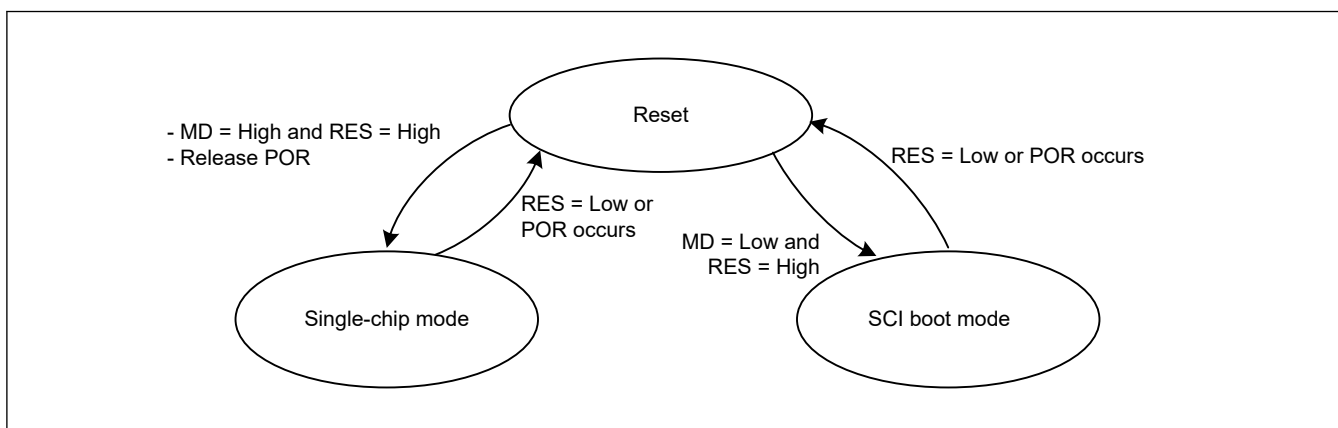 Reset
- MD = High and RES = High
- Release POR
RES = Low or POR occurs
RES = Low or
POR occurs
MD = Low and
RES = High
Single-chip mode
SCI boot mode